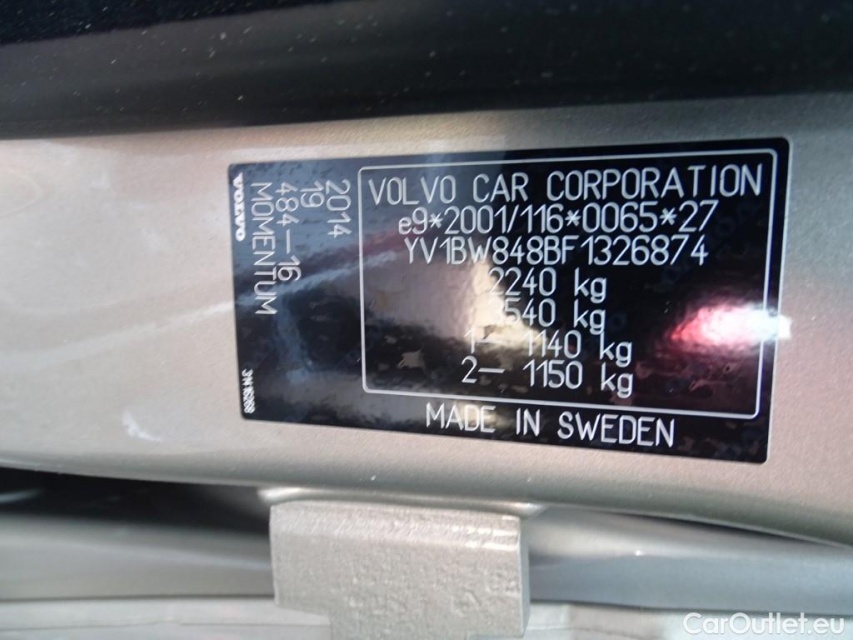 VOLVO
MOMENTUM
484-16
19
2014
VOLVO CAR CORPORATION
e9*2001/116*0065*27
YV1BW848BF1326874
2240 kg
3540 kg
1- 1140 kg
2- 1150 kg
MADE IN SWEDEN
CarOutlet.eu